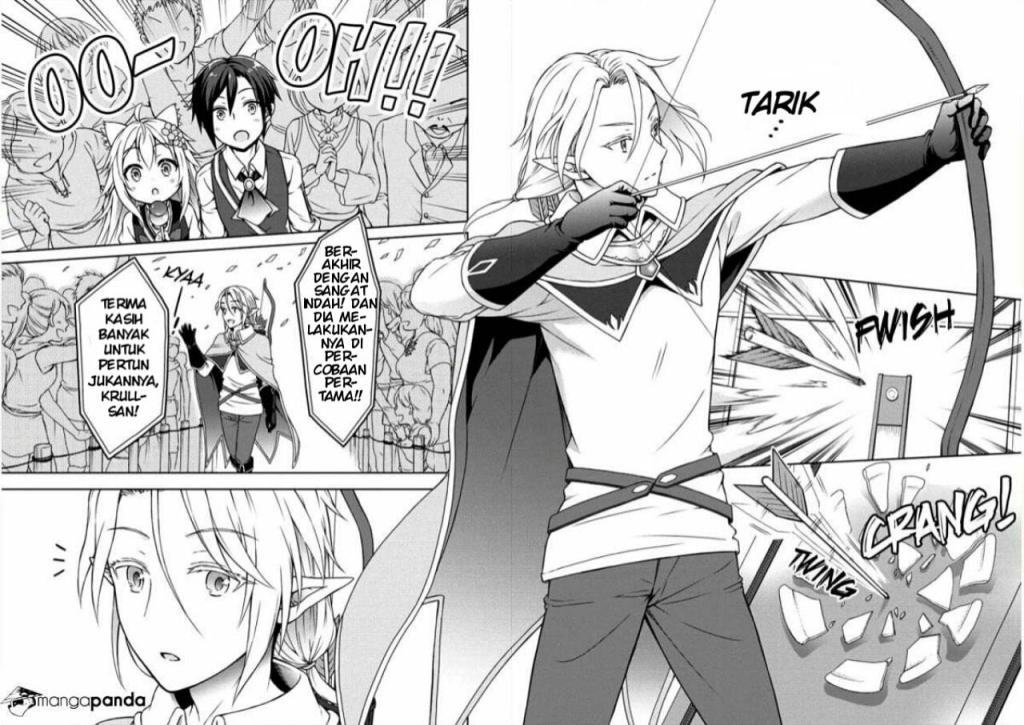 TARIK
...
FWISH
TWING
CRANG!
OO-
OH!!!
BER-
AKHIR
DENGAN
SANGAT
INDAH! DAN
DIA ME-
LAKUKAN-
NYA DI
PER-
COBAAN
PER-
TAMA!!
KYAA
TERIMA
KASIH
BANYAK
UNTUK
PERTUN
JUKANNYA,
KRULL-
SAN!
mangapanda